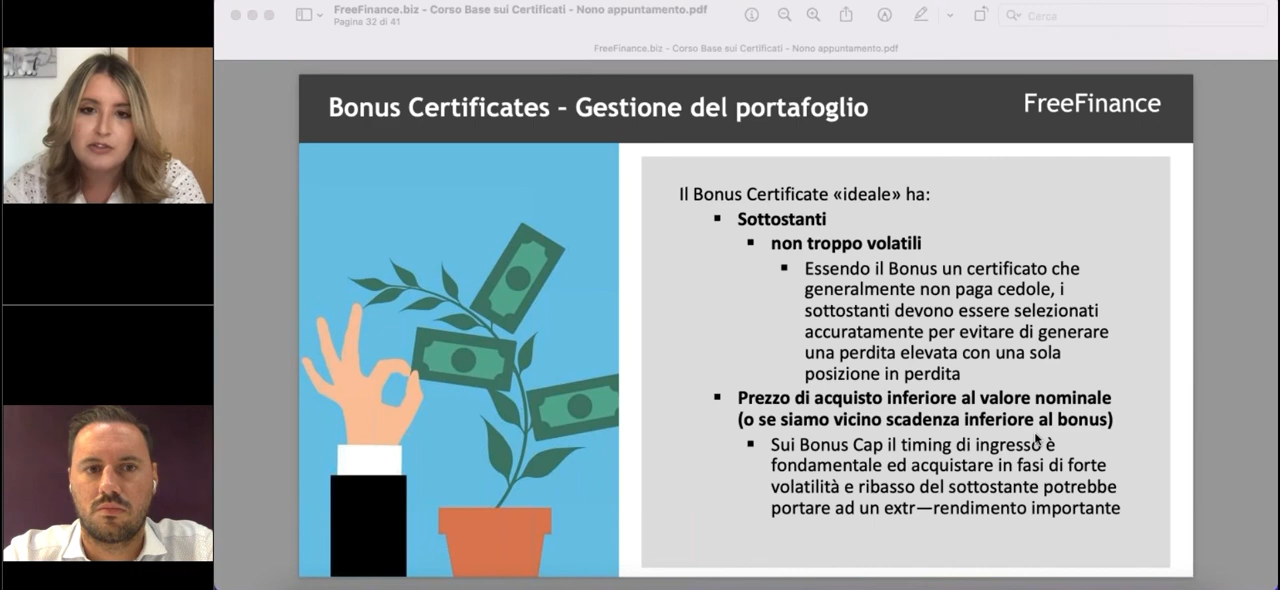 FreeFinance.biz - Corso Base sui Certificati - Nono appuntamento.pdf
Pagina 32 di 41
Cerca
FreeFinance.biz - Corso Base sui Certificati - Nono appuntamento.pdf
Bonus Certificates - Gestione del portafoglio
FreeFinance
Il Bonus Certificate «ideale» ha:
▪ Sottostanti
▪ non troppo volatili
▪ Essendo il Bonus un certificato che
generalmente non paga cedole, i
sottostanti devono essere selezionati
accuratamente per evitare di generare
una perdita elevata con una sola
posizione in perdita
▪ Prezzo di acquisto inferiore al valore nominale
(o se siamo vicino scadenza inferiore al bonus)
▪ Sui Bonus Cap il timing di ingresso è
fondamentale ed acquistare in fasi di forte
volatilità e ribasso del sottostante potrebbe
portare ad un extr—rendimento importante